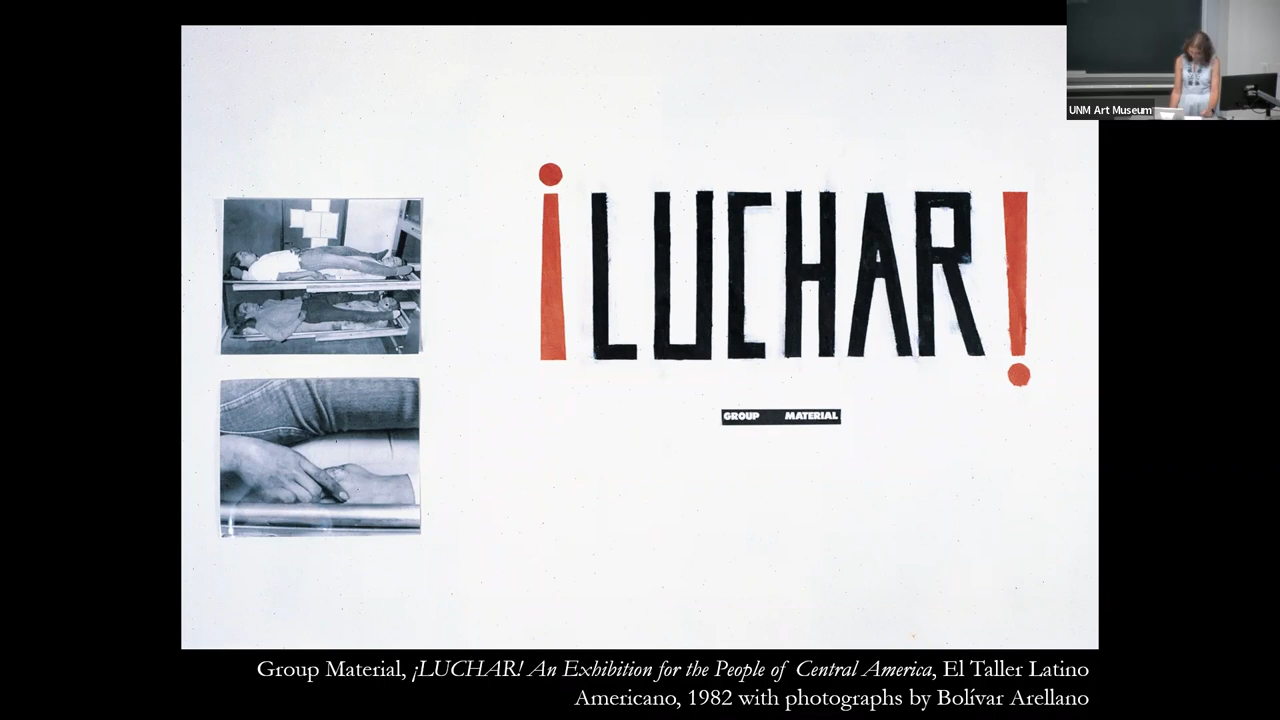 UNM Art Museum
¡LUCHAR!
GROUP MATERIAL
Group Material, ¡LUCHAR! An Exhibition for the People of Central America, El Taller Latino
Americano, 1982 with photographs by Bolívar Arellano